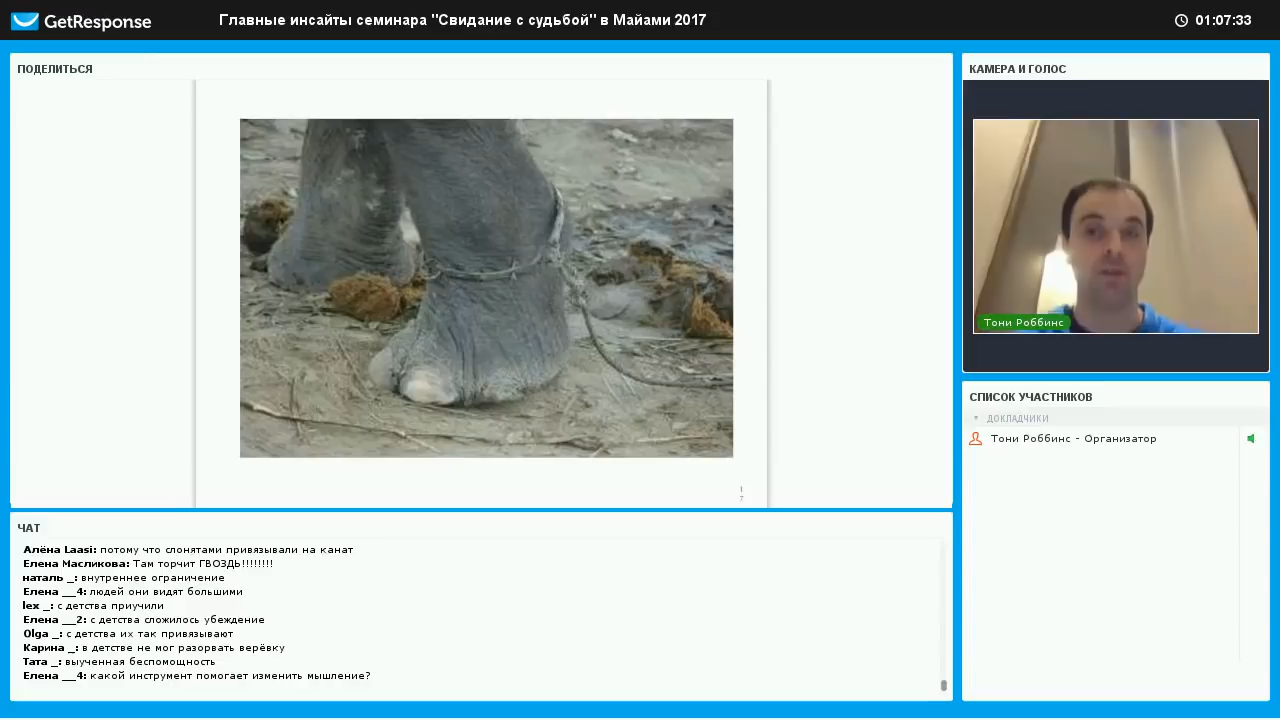 GetResponse
Главные инсайты семинара "Свидание с судьбой" в Майами 2017
01:07:33
ПОДЕЛИТЬСЯ
1
7
ЧАТ
Алёна Laasi: потому что слонятами привязывали на канат
Елена Масликова: Там торчит ГВОЗДЬ!!!!!!!!
наталь _: внутреннее ограничение
Елена __4: людей они видят большими
lex _: с детства приучили
Елена __2: с детства сложилось убеждение
Olga _: с детства их так привязывают
Карина _: в детстве не мог разорвать верёвку
Тата _: выученная беспомощность
Елена __4: какой инструмент помогает изменить мышление?
КАМЕРА И ГОЛОС
Тони Роббинс
СПИСОК УЧАСТНИКОВ
ДОКЛАДЧИКИ
Тони Роббинс - Организатор